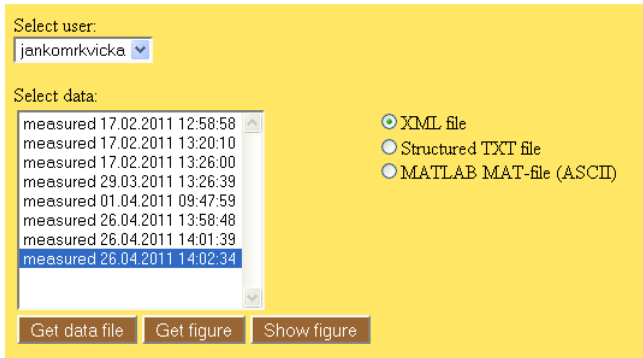 Select user:
jankomrkvicka
Select data:
measured 17.02.2011 12:58:58
measured 17.02.2011 13:20:10
measured 17.02.2011 13:26:00
measured 29.03.2011 13:26:39
measured 01.04.2011 09:47:59
measured 26.04.2011 13:58:48
measured 26.04.2011 14:01:39
measured 26.04.2011 14:02:34
XML file
Structured TXT file
MATLAB MAT-file (ASCII)
Get data file Get figure Show figure